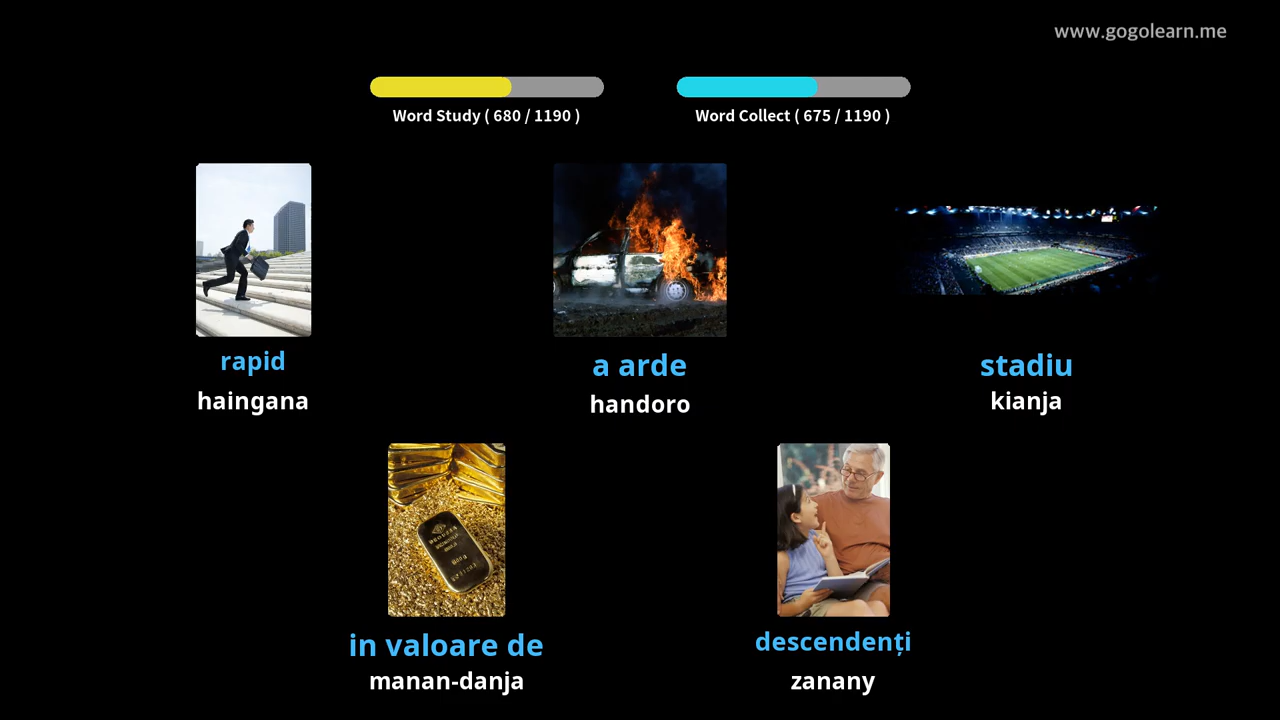 www.gogolearn.me
Word Study ( 680 / 1190 )
Word Collect ( 675 / 1190 )
rapid
haingana
a arde
handoro
stadiu
kianja
in valoare de
manan-danja
descendenți
zanany